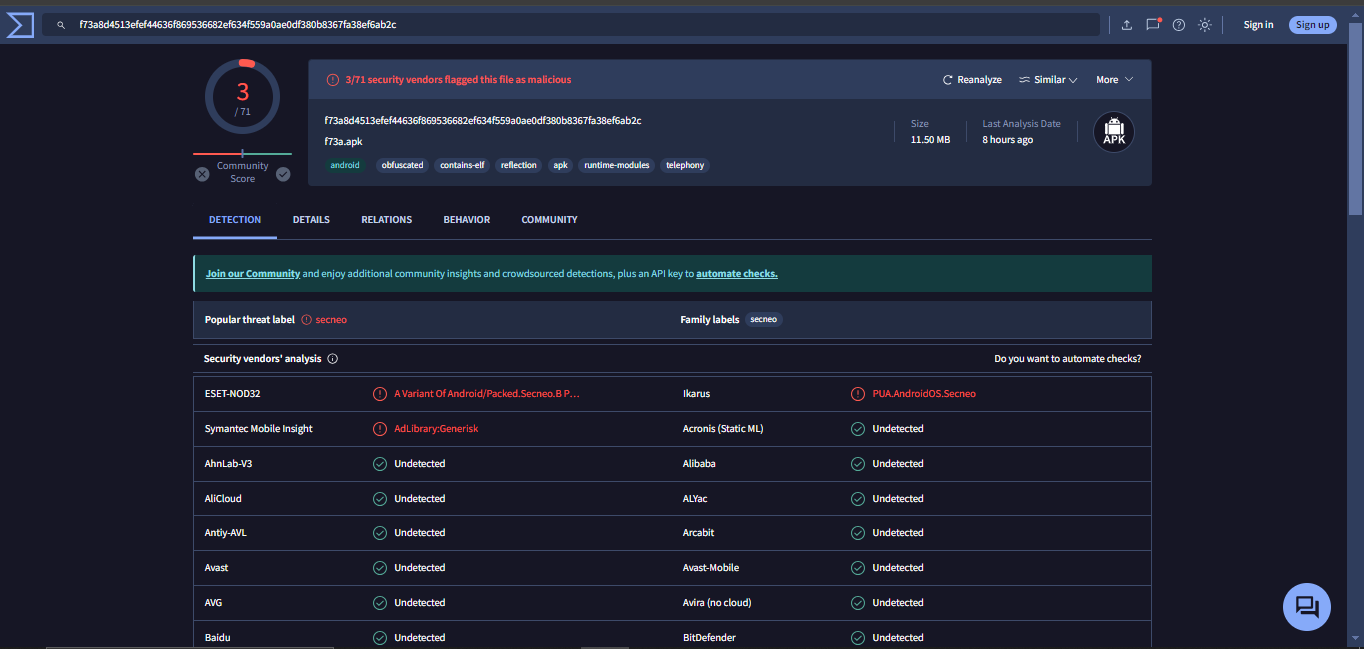 f73a8d4513efef44636f869536682ef634f559a0ae0df380b8367fa38ef6ab2c
Sign in
Sign up
3
/ 71
Community
Score
3/71 security vendors flagged this file as malicious
Reanalyze
Similar
More
f73a8d4513efef44636f869536682ef634f559a0ae0df380b8367fa38ef6ab2c
f73a.apk
android
obfuscated
contains-elf
reflection
apk
runtime-modules
telephony
Size
11.50 MB
Last Analysis Date
8 hours ago
APK
DETECTION
DETAILS
RELATIONS
BEHAVIOR
COMMUNITY
Join our Community and enjoy additional community insights and crowdsourced detections, plus an API key to automate checks.
Popular threat label
secneo
Family labels
secneo
Security vendors' analysis
Do you want to automate checks?
ESET-NOD32
A Variant Of Android/Packed.Secneo.B P...
Ikarus
PUA.AndroidOS.Secneo
Symantec Mobile Insight
AdLibrary:Generisk
Acronis (Static ML)
Undetected
AhnLab-V3
Undetected
Alibaba
Undetected
AliCloud
Undetected
ALYac
Undetected
Antiy-AVL
Undetected
Arcabit
Undetected
Avast
Undetected
Avast-Mobile
Undetected
AVG
Undetected
Avira (no cloud)
Undetected
Baidu
Undetected
BitDefender
Undetected